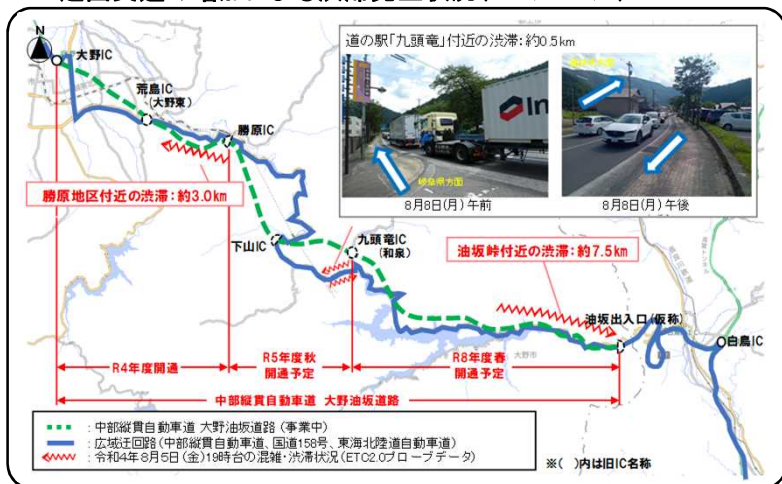 道の駅「九頭竜」付近の渋滞:約0.5km
岐阜県方面
8月8日(月)午前
8月8日(月)午後
N
大野IC
荒島IC
(大野東)
勝原IC
勝原地区付近の渋滞:約3.0km
下山IC
九頭竜IC
(和泉)
油坂峠付近の渋滞:約7.5km
油坂出入口(仮称)
白鳥IC
大野市
R4年度開通
R5年度秋
開通予定
R8年度春
開通予定
中部縦貫自動車道 大野油坂道路
:中部縦貫自動車道 大野油坂道路(事業中)
:広域迂回路(中部縦貫自動車道、国道158号、東海北陸道自動車道)
:令和4年8月5日(金)19時台の混雑・渋滞状況(ETC2.0プローブデータ)
※( )内は旧IC名称